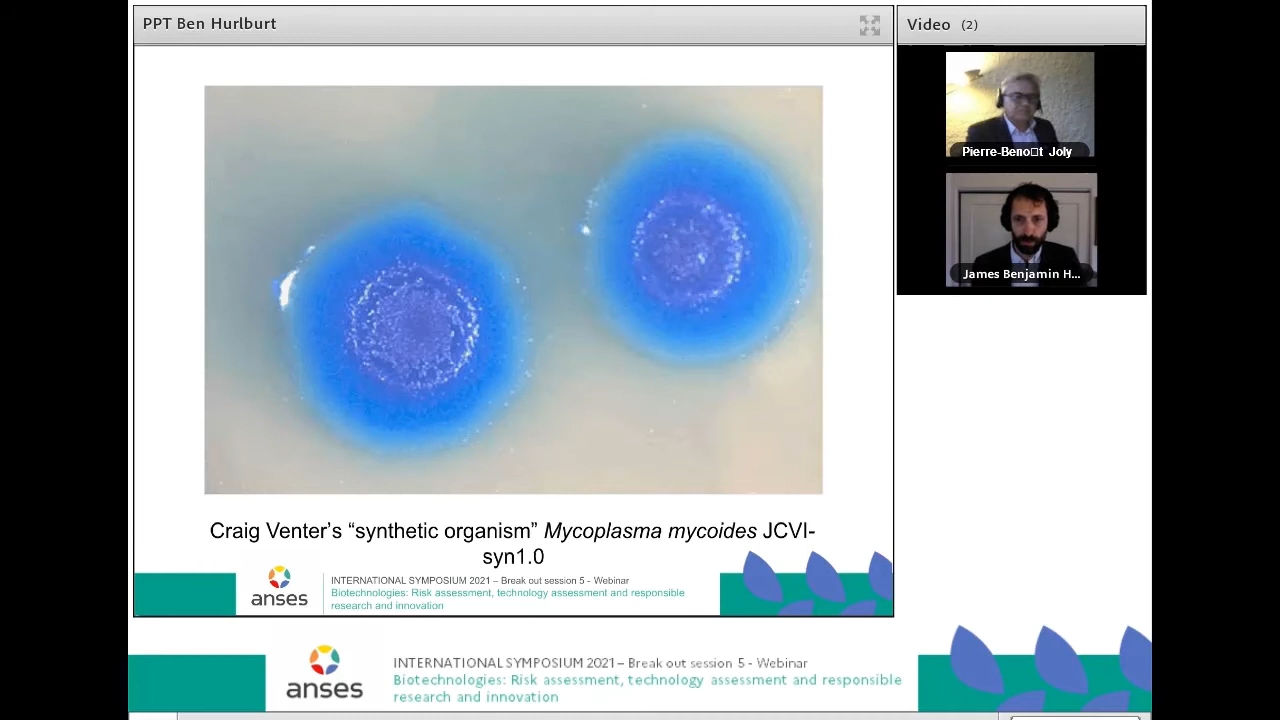 PPT Ben Hurlburt
Video (2)
Pierre-Beno□t Joly
James Benjamin H...
Craig Venter's “synthetic organism” Mycoplasma mycoides JCVI-
syn1.0
anses
INTERNATIONAL SYMPOSIUM 2021 – Break out session 5 - Webinar
Biotechnologies: Risk assessment, technology assessment and responsible
research and innovation
anses
INTERNATIONAL SYMPOSIUM 2021 – Break out session 5 - Webinar
Biotechnologies: Risk assessment, technology assessment and responsible
research and innovation